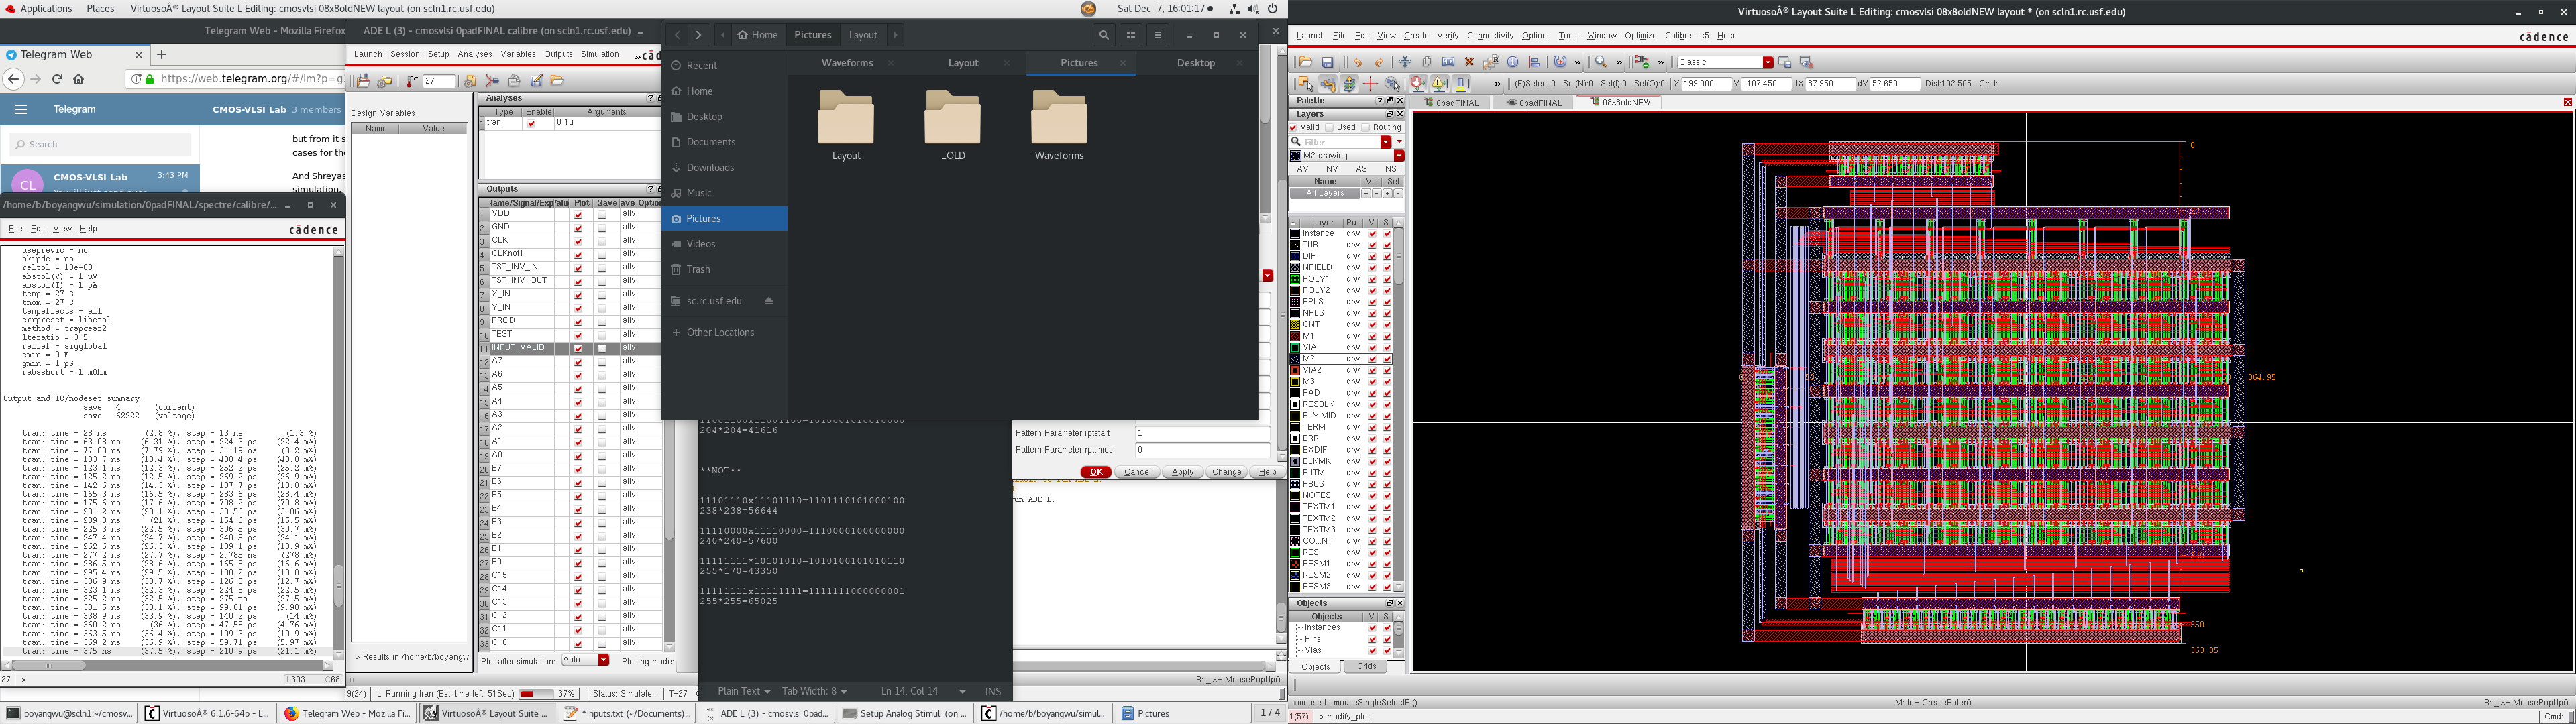 Applications Places VirtuosoÂ® Layout Suite L Editing: cmosvlsi 08x8oldNEW layout (on scln1.rc.usf.edu)
Sat Dec 7, 16:01:17
Telegram Web - Mozilla Firefox
Telegram Web
https://web.telegram.org/#/im?p=g
Telegram
CMOS-VLSI Lab 3 members
Search
CMOS-VLSI Lab 3:43 PM
CL
but from it s
cases for the
And Shreyas
simulation,
/home/b/boyangwu/simulation/0padFINAL/spectre/calibre/...
File Edit View Help
cādence
useprevic = no
skipdc = no
reltol = 10e-03
abstol(V) = 1 uV
abstol(I) = 1 pA
temp = 27 C
tnom = 27 C
tempeffects = all
errpreset = liberal
method = trapgear2
lteratio = 3.5
relref = sigglobal
cmin = 0 F
gmin = 1 pS
rabsshort = 1 mOhm
Output and IC/nodeset summary:
save 4 (current)
save 62222 (voltage)
tran: time = 28 ns (2.8 %), step = 13 ns (1.3 %)
tran: time = 63.08 ns (6.31 %), step = 224.3 ps (22.4 m%)
tran: time = 77.88 ns (7.79 %), step = 3.119 ns (312 m%)
tran: time = 103.7 ns (10.4 %), step = 408.4 ps (40.8 m%)
tran: time = 123.1 ns (12.3 %), step = 252.2 ps (25.2 m%)
tran: time = 125.2 ns (12.5 %), step = 269.2 ps (26.9 m%)
tran: time = 142.6 ns (14.3 %), step = 137.7 ps (13.8 m%)
tran: time = 165.3 ns (16.5 %), step = 283.6 ps (28.4 m%)
tran: time = 175.6 ns (17.6 %), step = 708.2 ps (70.8 m%)
tran: time = 201.2 ns (20.1 %), step = 38.56 ps (3.86 m%)
tran: time = 209.8 ns (21 %), step = 154.6 ps (15.5 m%)
tran: time = 225.3 ns (22.5 %), step = 306.5 ps (30.7 m%)
tran: time = 247.4 ns (24.7 %), step = 240.5 ps (24.1 m%)
tran: time = 262.6 ns (26.3 %), step = 139.1 ps (13.9 m%)
tran: time = 277.2 ns (27.7 %), step = 2.785 ns (278 m%)
tran: time = 286.5 ns (28.6 %), step = 165.8 ps (16.6 m%)
tran: time = 295.4 ns (29.5 %), step = 188.2 ps (18.8 m%)
tran: time = 306.9 ns (30.7 %), step = 126.8 ps (12.7 m%)
tran: time = 323.1 ns (32.3 %), step = 224.8 ps (22.5 m%)
tran: time = 325.2 ns (32.5 %), step = 275 ps (27.5 m%)
tran: time = 331.5 ns (33.1 %), step = 99.81 ps (9.98 m%)
tran: time = 338.9 ns (33.9 %), step = 140.2 ps (14 m%)
tran: time = 360.2 ns (36 %), step = 47.58 ps (4.76 m%)
tran: time = 363.5 ns (36.4 %), step = 109.3 ps (10.9 m%)
tran: time = 369.2 ns (36.9 %), step = 59.71 ps (5.97 m%)
tran: time = 375 ns (37.5 %), step = 210.9 ps (21.1 m%)
27 >
L303 C68
ADE L (3) - cmosvlsi 0padFINAL calibre (on scln1.rc.usf.edu)
Launch Session Setup Analyses Variables Outputs Simulation » cād
27
Design Variables
Name Value
> Results in /home/b/boyangwu
Analyses
Type Enable Arguments
1 tran 0 1u
Outputs
Name/Signal/Exp Valu Plot Save ave Option
1 VDD allv
2 GND allv
3 CLK allv
4 CLKnot1 allv
5 TST_INV_IN allv
6 TST_INV_OUT allv
7 X_IN allv
8 Y_IN allv
9 PROD allv
10 TEST allv
11 INPUT_VALID allv
12 A7 allv
13 A6 allv
14 A5 allv
15 A4 allv
16 A3 allv
17 A2 allv
18 A1 allv
19 A0 allv
20 B7 allv
21 B6 allv
22 B5 allv
23 B4 allv
24 B3 allv
25 B2 allv
26 B1 allv
27 B0 allv
28 C15 allv
29 C14 allv
30 C13 allv
31 C12 allv
32 C11 allv
33 C10 allv
Plot after simulation: Auto Plotting mode:
9(24) L Running tran (Est. time left: 51Sec) 37% Status: Simulate... T=27
Home Pictures Layout
Recent
Home
Desktop
Documents
Downloads
Music
Pictures
Videos
Trash
sc.rc.usf.edu
Other Locations
Waveforms Layout Pictures Desktop
Layout _OLD Waveforms
204*204=41616
**NOT**
11101110x11101110=1101110101000100
238*238=56644
11110000x11110000=1110000100000000
240*240=57600
11111111*10101010=1010100101010110
255*170=43350
11111111x11111111=1111111000000001
255*255=65025
Plain Text Tab Width: 8 Ln 14, Col 14 INS
Pattern Parameter rptstart 1
Pattern Parameter rpttimes 0
OK Cancel Apply Change Help
run ADE L.
R: _lxHiMousePopUp()
boyangwu@scln1:~/cmosv...
VirtuosoÂ® 6.1.6-64b - L...
Telegram Web - Mozilla Fi...
VirtuosoÂ® Layout Suite ...
*inputs.txt (~/Documents)...
ADE L (3) - cmosvlsi 0pad...
Setup Analog Stimuli (on ...
/home/b/boyangwu/simul...
Pictures
1 / 4
VirtuosoÂ® Layout Suite L Editing: cmosvlsi 08x8oldNEW layout * (on scln1.rc.usf.edu)
Launch File Edit View Create Verify Connectivity Options Tools Window Optimize Calibre c5 Help
cādence
Classic
(F)Select:0 Sel(N):0 Sel(I):0 Sel(O):0 X 199.000 Y -107.450 dX 87.950 dY 52.650 Dist:102.505 Cmd:
0padFINAL 0padFINAL 08x8oldNEW
Palette
Layers
Valid Used Routing
Filter
M2 drawing
AV NV AS NS
Name Vis Sel
All Layers
Layer Pu.. V S
instance drw
TUB drw
DIF drw
NFIELD drw
POLY1 drw
POLY2 drw
PPLS drw
NPLS drw
CNT drw
M1 drw
VIA drw
M2 drw
VIA2 drw
M3 drw
PAD drw
RESBLK drw
PLYIMID drw
TERM drw
ERR drw
EXDIF drw
BLKMK drw
BJTM drw
PBUS drw
NOTES drw
TEXTM1 drw
TEXTM2 drw
TEXTM3 drw
CO...NT drw
RES drw
RESM1 drw
RESM2 drw
RESM3 drw
Objects
Objects V S
Instances
Pins
Vias
Objects Grids
0
364.95
350
363.85
mouse L: mouseSingleSelectPt()
M: leHiCreateRuler()
R: _lxHiMousePopUp()
1(57) > modify_plot
Cmd: